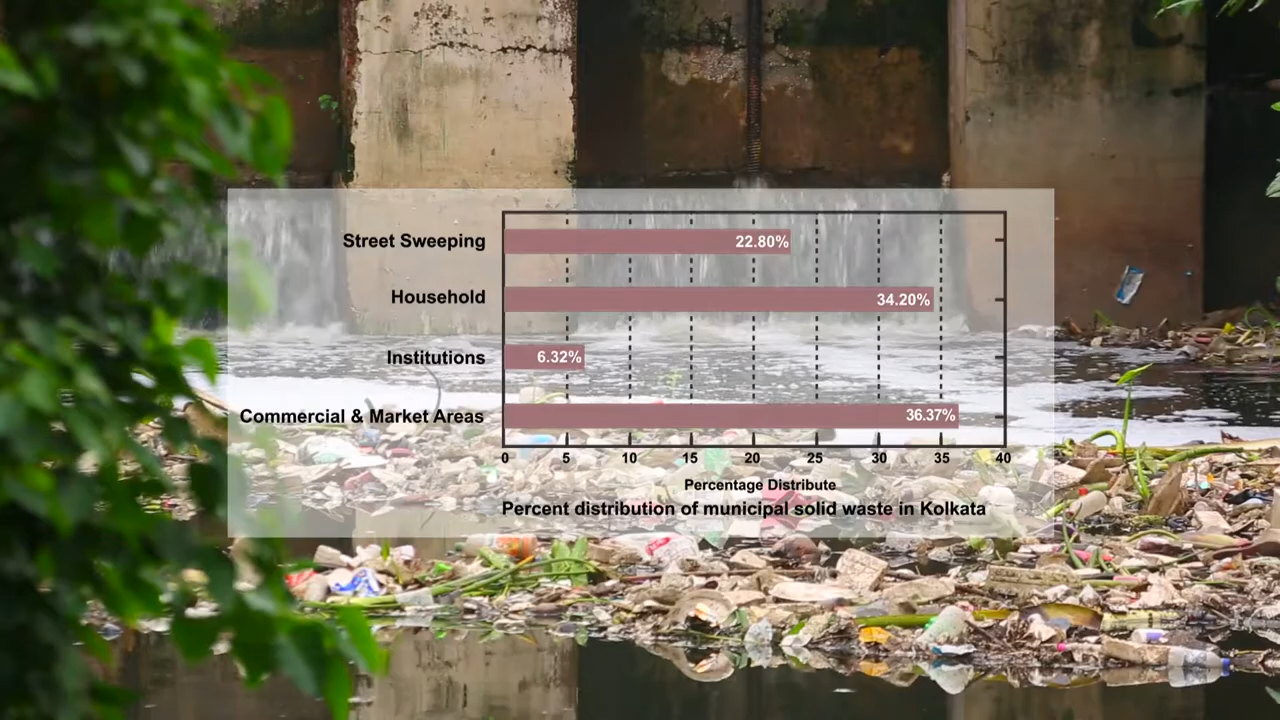 Street Sweeping 22.80%
Household 34.20%
Institutions 6.32%
Commercial & Market Areas 36.37%
0 5 10 15 20 25 30 35 40
Percentage Distribute
Percent distribution of municipal solid waste in Kolkata